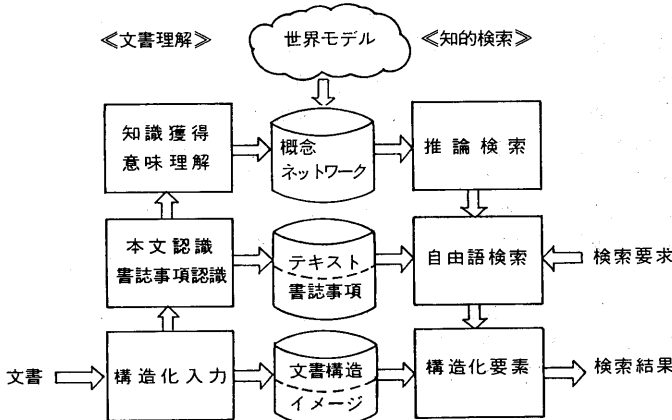 ≪文書理解≫
世界モデル
≪知的検索≫
知識獲得
意味理解
概念
ネットワーク
推論検索
本文認識
書誌事項認識
テキスト
書誌事項
自由語検索
検索要求
文書
構造化入力
文書構造
イメージ
構造化要素
検索結果